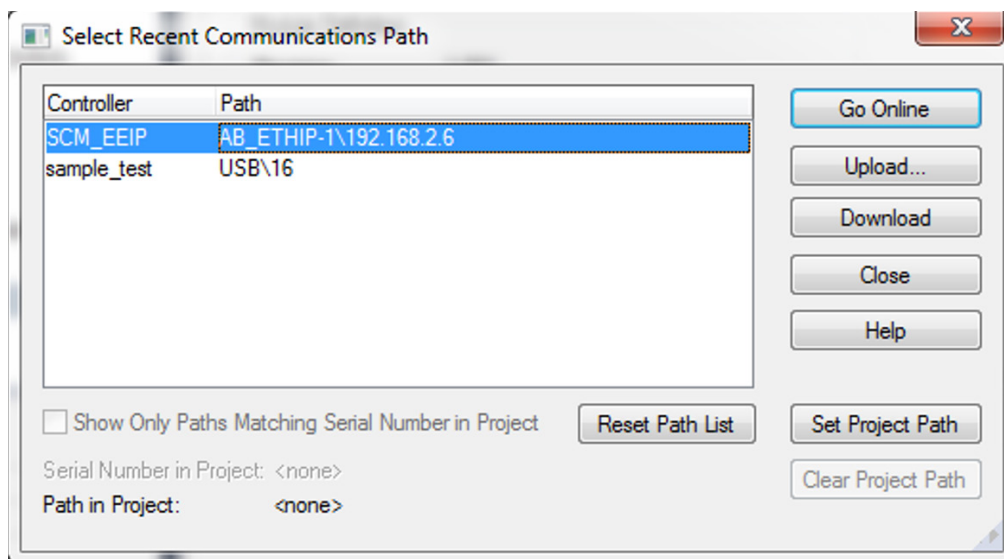 Select Recent Communications Path
X
Controller Path
SCM_EEIP AB_ETHIP-1\192.168.2.6
sample_test USB\16
Go Online
Upload...
Download
Close
Help
Show Only Paths Matching Serial Number in Project
Reset Path List
Set Project Path
Serial Number in Project: <none>
Clear Project Path
Path in Project: <none>